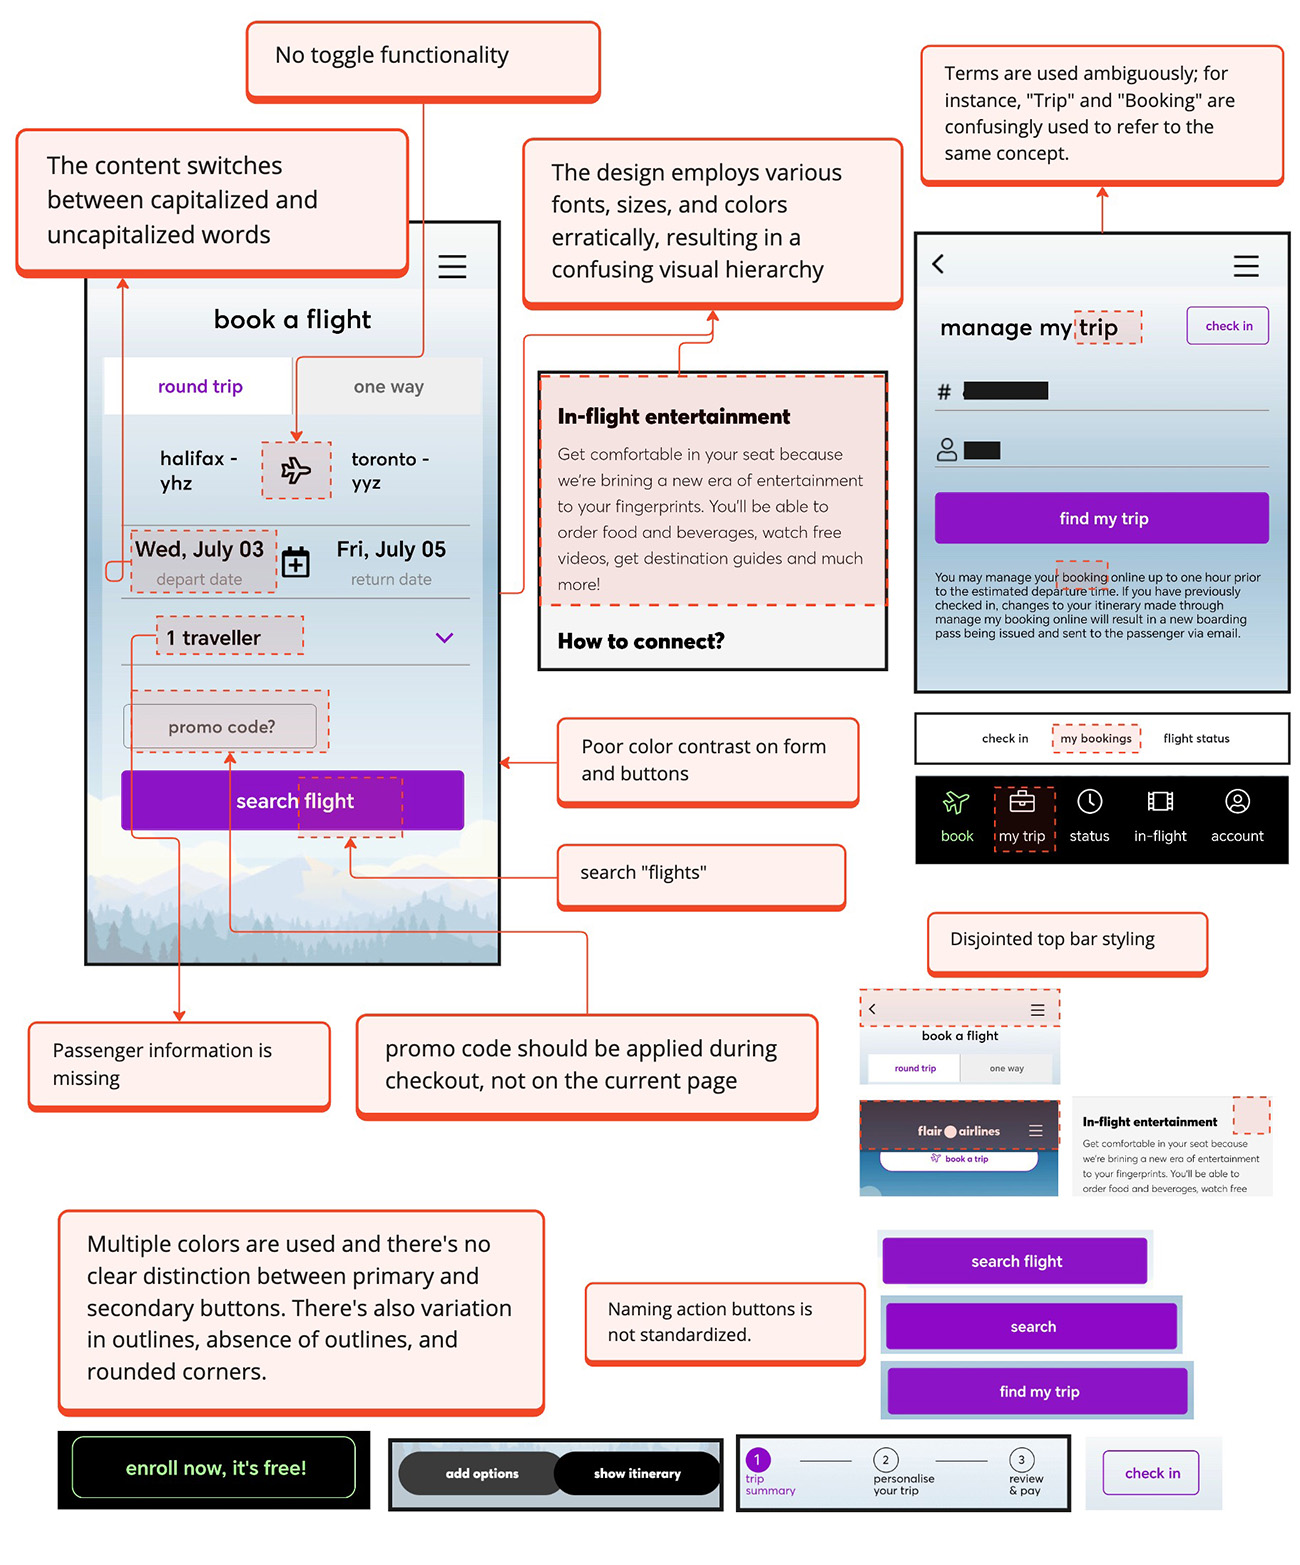 No toggle functionality
Terms are used ambiguously; for
instance, "Trip" and "Booking" are
confusingly used to refer to the
same concept.
The content switches
between capitalized and
uncapitalized words
The design employs various
fonts, sizes, and colors
erratically, resulting in a
confusing visual hierarchy
book a flight
round trip
one way
halifax -
yhz
toronto -
yyz
Wed, July 03
depart date
Fri, July 05
return date
1 traveller
promo code?
search flight
In-flight entertainment
Get comfortable in your seat because
we're brining a new era of entertainment
to your fingerprints. You'll be able to
order food and beverages, watch free
videos, get destination guides and much
more!
How to connect?
manage my trip
check in
#
find my trip
You may manage your booking online up to one hour prior
to the estimated departure time. If you have previously
checked in, changes to your itinerary made through
manage my booking online will result in a new boarding
pass being issued and sent to the passenger via email.
check in
my bookings
flight status
book
my trip
status
in-flight
account
Poor color contrast on form
and buttons
search "flights"
Disjointed top bar styling
book a flight
round trip
one way
flair airlines
book a trip
In-flight entertainment
Get comfortable in your seat because
we're brining a new era of entertainment
to your fingerprints. You'll be able to
order food and beverages, watch free
Passenger information is
missing
promo code should be applied during
checkout, not on the current page
Multiple colors are used and there's no
clear distinction between primary and
secondary buttons. There's also variation
in outlines, absence of outlines, and
rounded corners.
Naming action buttons is
not standardized.
search flight
search
find my trip
enroll now, it's free!
add options
show itinerary
1
trip
summary
2
personalise
your trip
3
review
& pay
check in